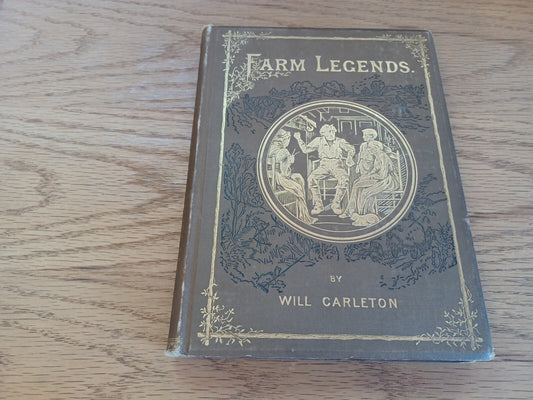 FARM LEGENDS.
BY
WILL CARLETON